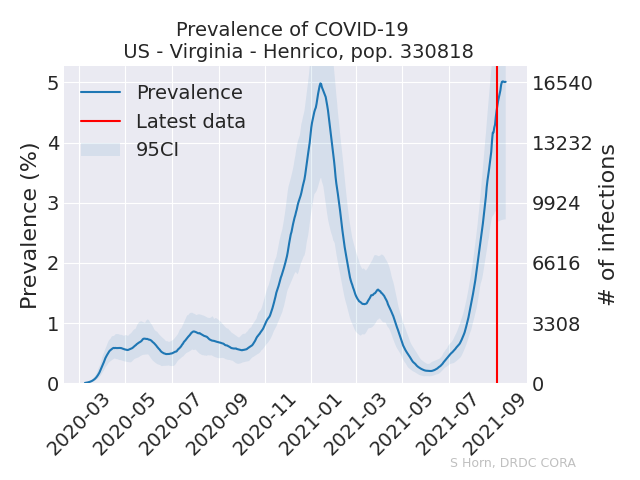 Prevalence of COVID-19
US - Virginia - Henrico, pop. 330818
Prevalence
Latest data
95CI
Prevalence (%)
5
4
3
2
1
0
16540
13232
9924
6616
3308
0
# of infections
2020-03
2020-05
2020-07
2020-09
2020-11
2021-01
2021-03
2021-05
2021-07
2021-09
S Horn, DRDC CORA